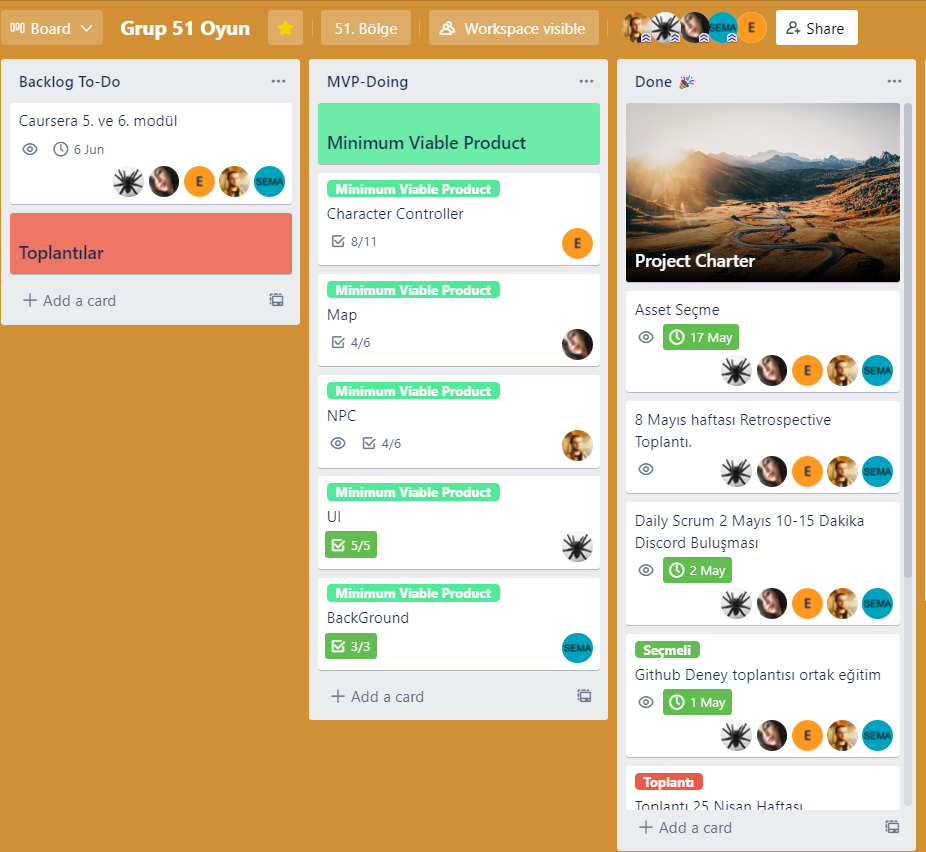 Board
Grup 51 Oyun
51. Bölge
Workspace visible
SEMA
E
Share
Backlog To-Do
Caursera 5. ve 6. modül
6 Jun
E
SEMA
Toplantılar
Add a card
MVP-Doing
Minimum Viable Product
Minimum Viable Product
Character Controller
8/11
E
Minimum Viable Product
Map
4/6
Minimum Viable Product
NPC
4/6
Minimum Viable Product
UI
5/5
Minimum Viable Product
BackGround
3/3
SEMA
Add a card
Done 🎉
Project Charter
Asset Seçme
17 May
E
SEMA
8 Mayıs haftası Retrospective
Toplantı.
E
SEMA
Daily Scrum 2 Mayıs 10-15 Dakika
Discord Buluşması
2 May
E
SEMA
Seçmeli
Github Deney toplantısı ortak eğitim
1 May
E
SEMA
Toplantı
Toplantı 25 Nisan Haftası
Add a card